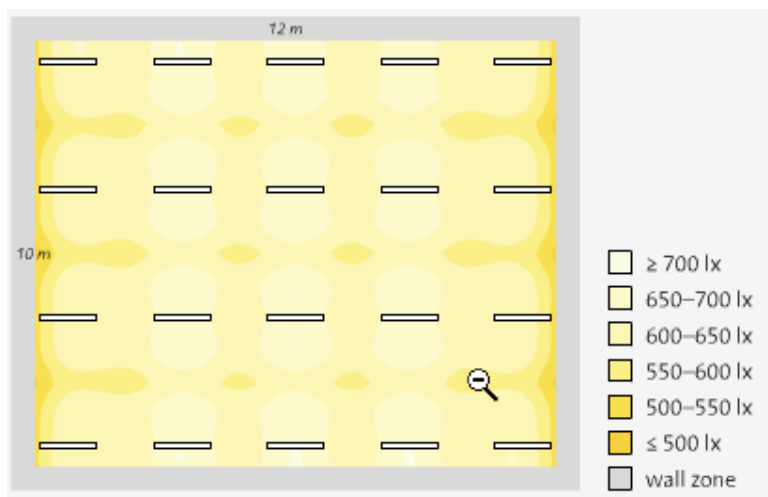 12 m
10 m
≥ 700 lx
650–700 lx
600–650 lx
550–600 lx
500–550 lx
≤ 500 lx
wall zone